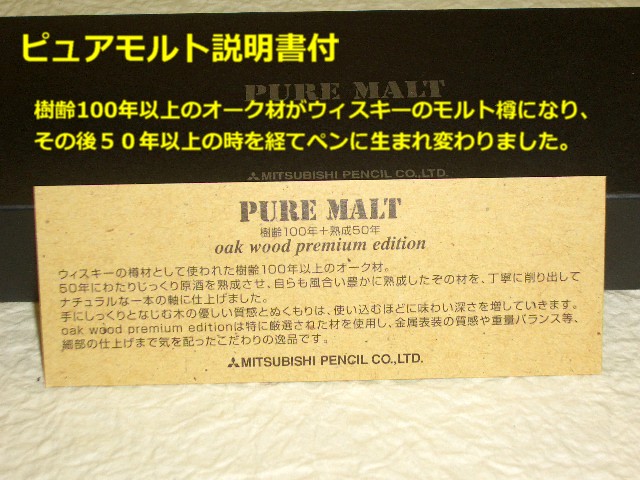 ピュアモルト説明書付
PURE MALT
樹齢100年以上のオーク材がウィスキーのモルト樽になり、
その後５０年以上の時を経てペンに生まれ変わりました。
MITSUBISHI PENCIL CO.,LTD.
PURE MALT
樹齢100年＋熟成50年
oak wood premium edition
ウィスキーの樽材として使われた樹齢100年以上のオーク材。
50年にわたりじっくり原酒を熟成させ、自らも風合い豊かに熟成したその材を、丁寧に削り出して
ナチュラルな一本の軸に仕上げました。
手にしっくりとなじむ木の優しい質感とぬくもりは、使い込むほどに味わい深さを増していきます。
oak wood premium editionは特に厳選された材を使用し、金属表装の質感や重量バランス等、
細部の仕上げまで気を配ったこだわりの逸品です。
MITSUBISHI PENCIL CO.,LTD.